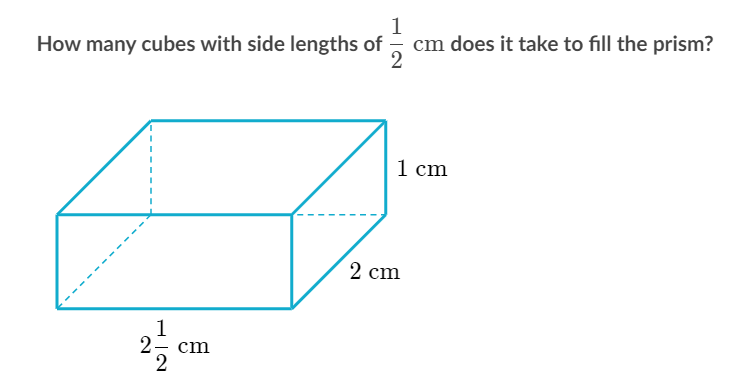 How many cubes with side lengths of 1/2 cm does it take to fill the prism?
1 cm
2 cm
2 1/2 cm